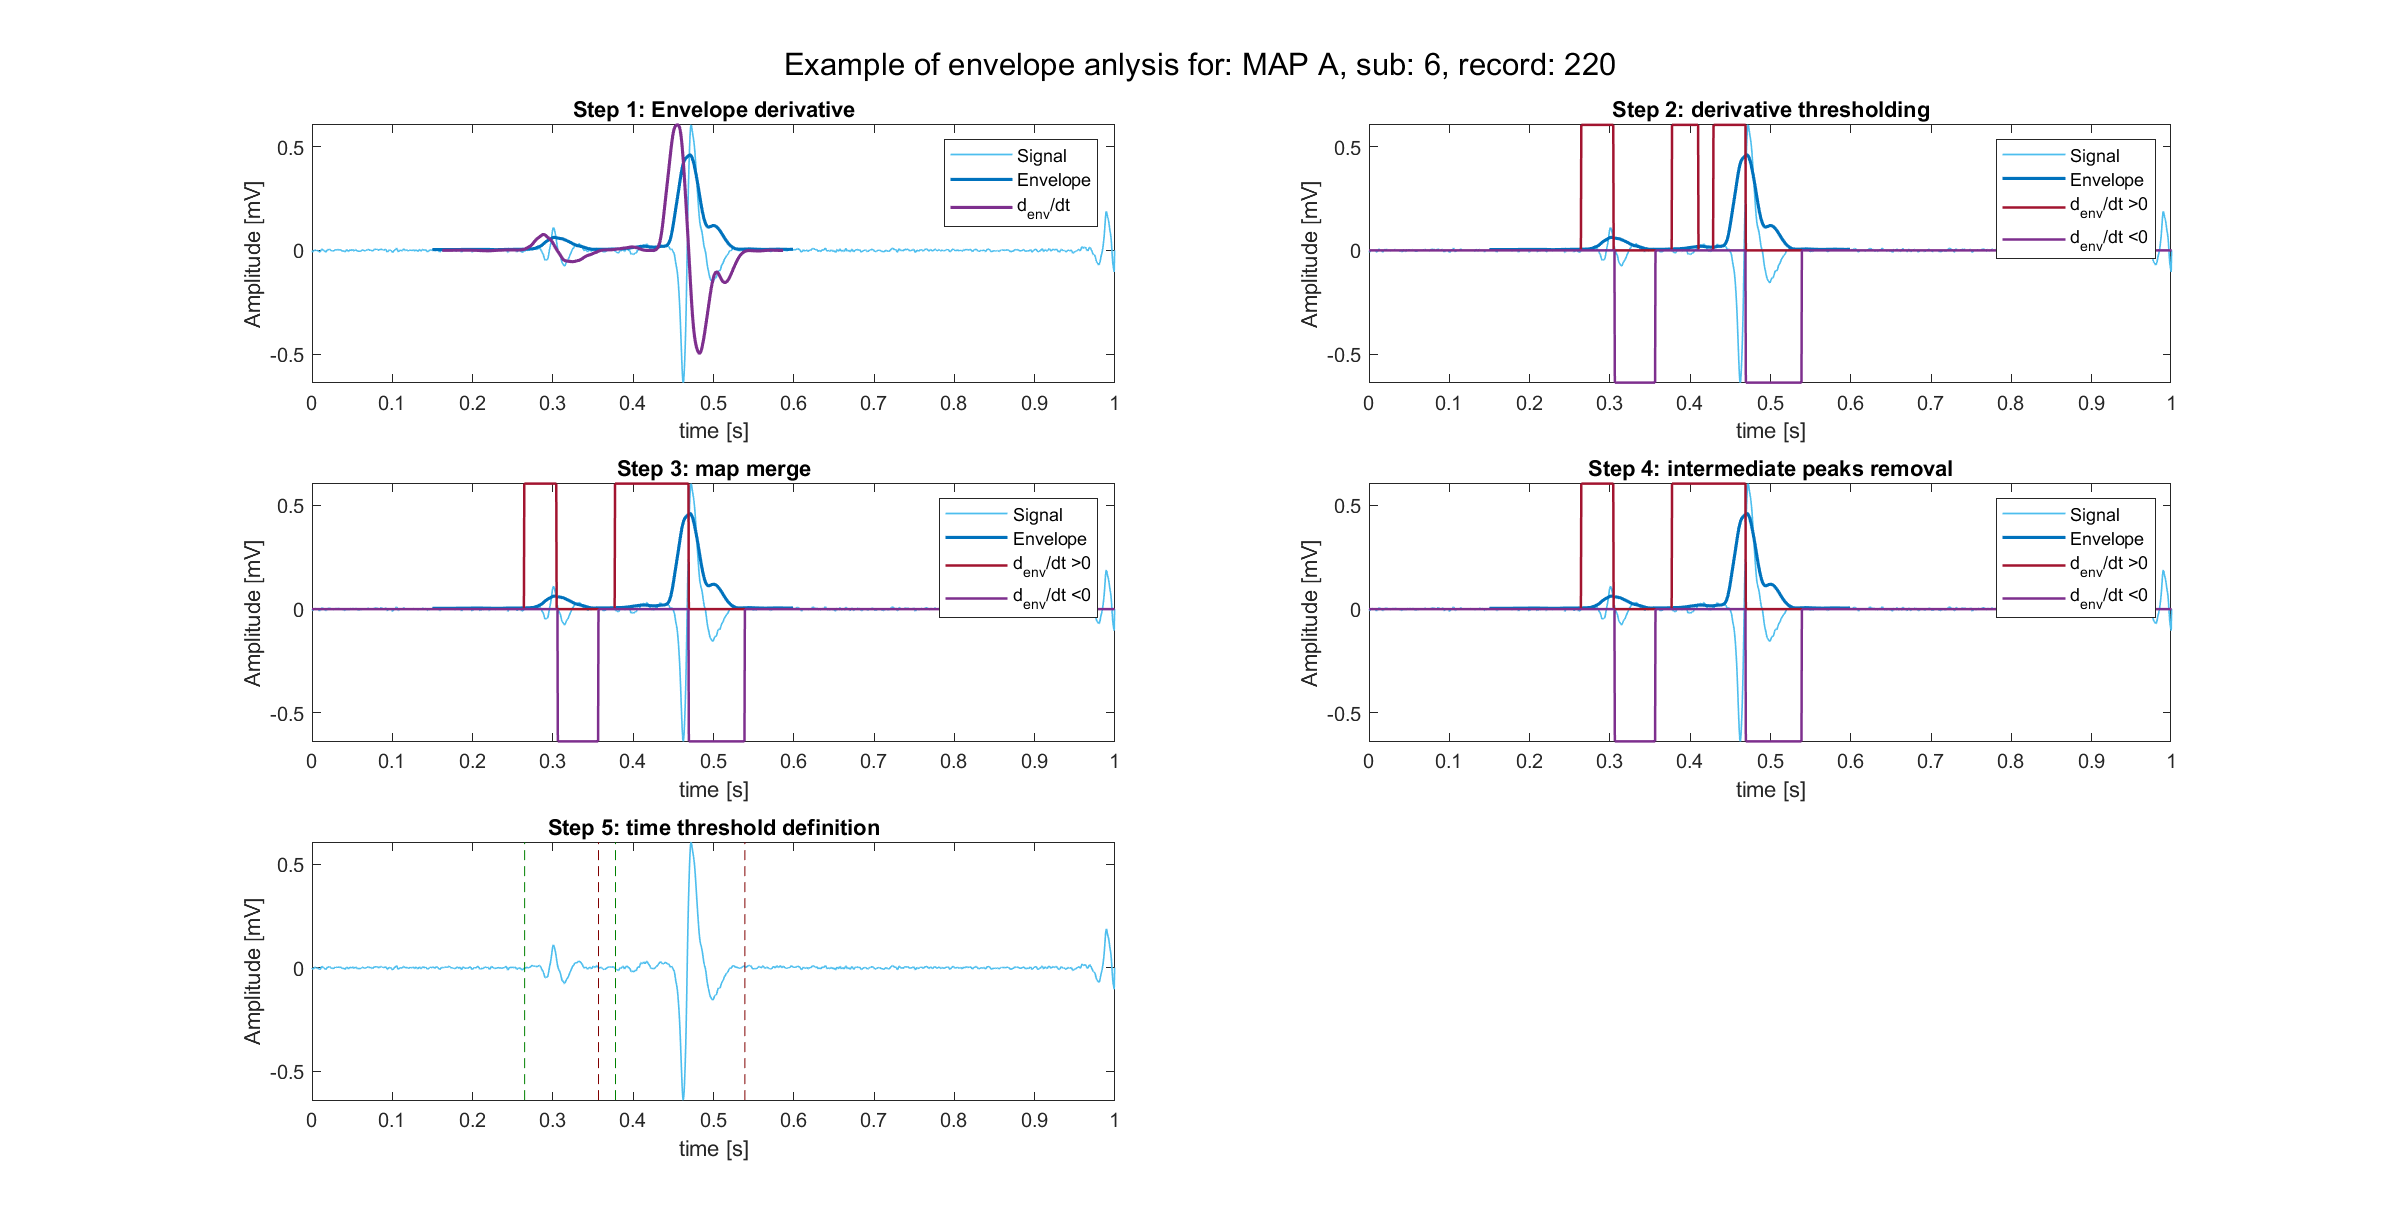 Example of envelope anlysis for: MAP A, sub: 6, record: 220
Step 1: Envelope derivative
Amplitude [mV]
0.5
0
-0.5
0 0.1 0.2 0.3 0.4 0.5 0.6 0.7 0.8 0.9 1
time [s]
Signal
Envelope
d_env/dt
Step 2: derivative thresholding
Amplitude [mV]
0.5
0
-0.5
0 0.1 0.2 0.3 0.4 0.5 0.6 0.7 0.8 0.9 1
time [s]
Signal
Envelope
d_env/dt >0
d_env/dt <0
Step 3: map merge
Amplitude [mV]
0.5
0
-0.5
0 0.1 0.2 0.3 0.4 0.5 0.6 0.7 0.8 0.9 1
time [s]
Signal
Envelope
d_env/dt >0
d_env/dt <0
Step 4: intermediate peaks removal
Amplitude [mV]
0.5
0
-0.5
0 0.1 0.2 0.3 0.4 0.5 0.6 0.7 0.8 0.9 1
time [s]
Signal
Envelope
d_env/dt >0
d_env/dt <0
Step 5: time threshold definition
Amplitude [mV]
0.5
0
-0.5
0 0.1 0.2 0.3 0.4 0.5 0.6 0.7 0.8 0.9 1
time [s]